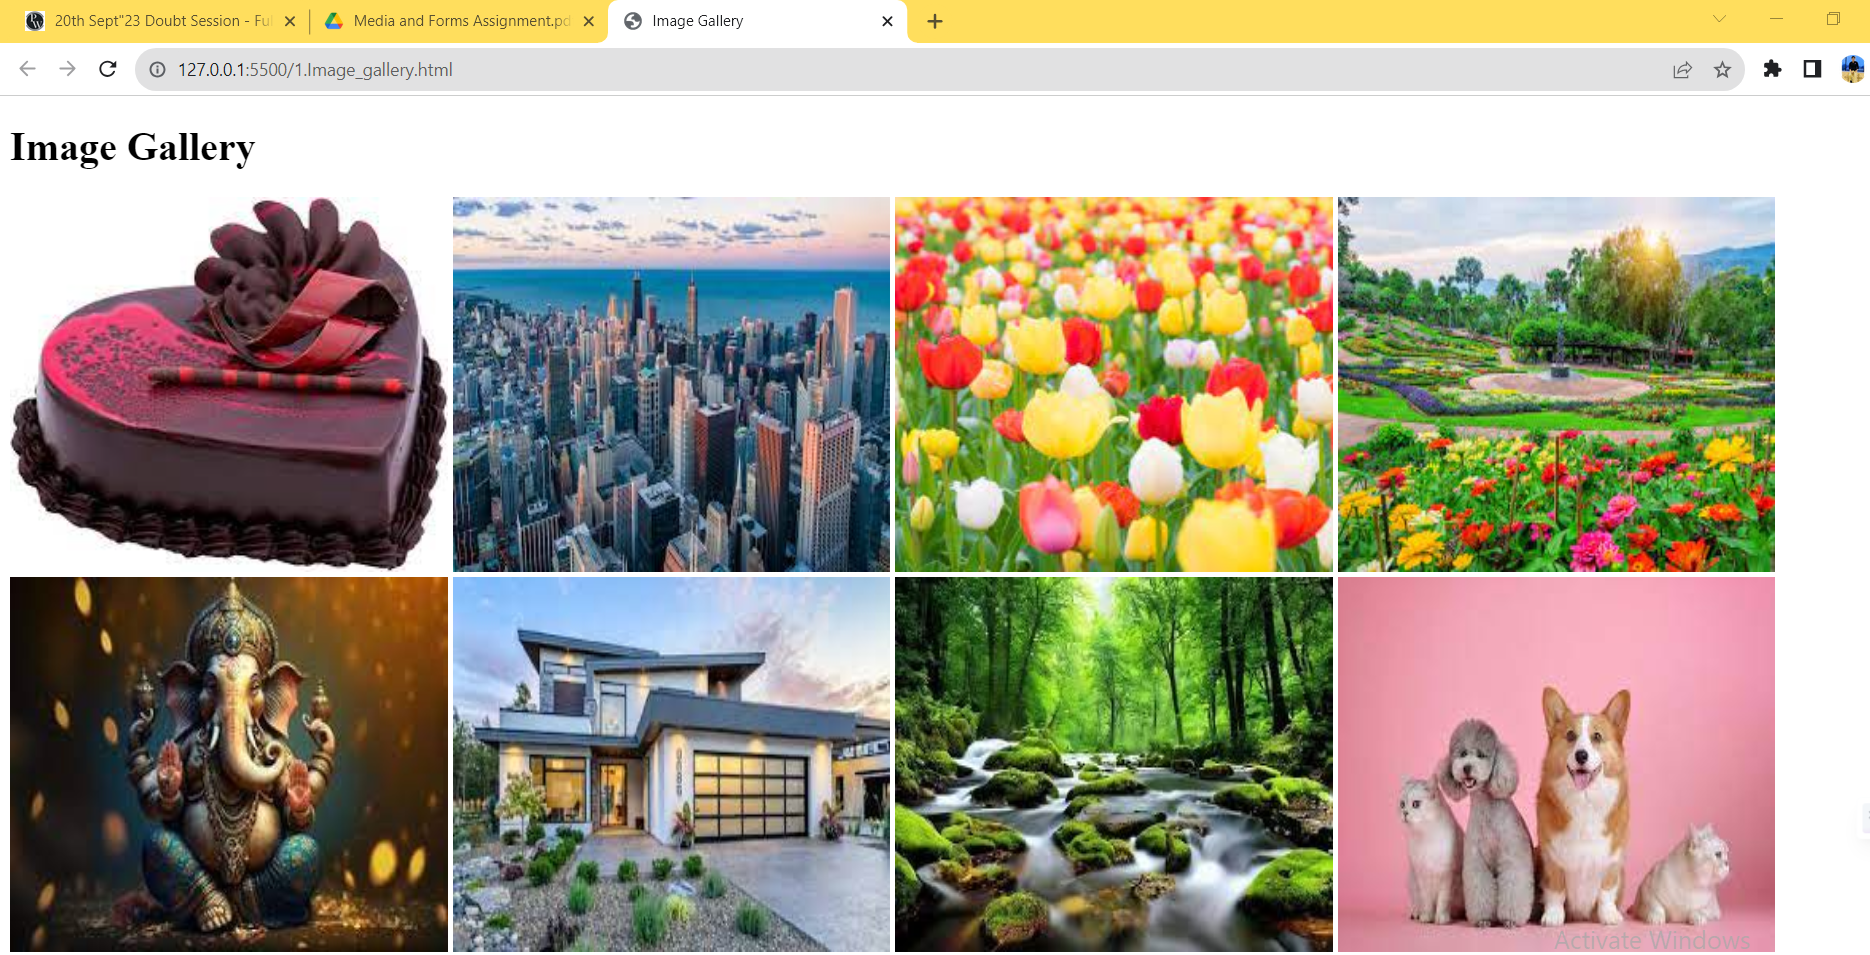 20th Sept"23 Doubt Session - Ful
Media and Forms Assignment.pd
Image Gallery
127.0.0.1:5500/1.Image_gallery.html
Image Gallery
Activate Windows